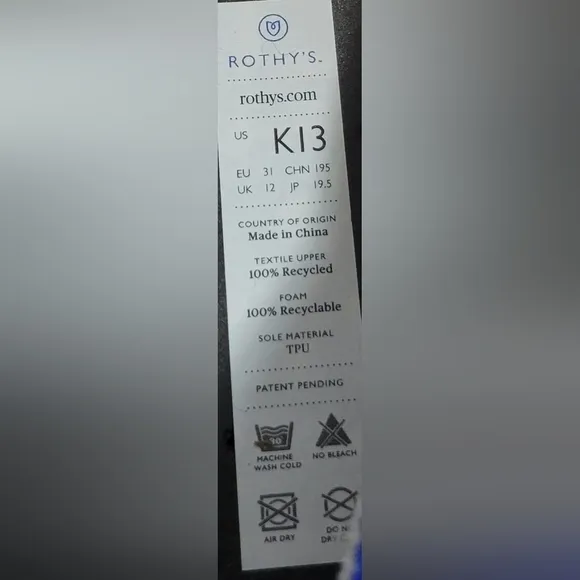 ROTHY'S
rothys.com
US K13
EU 31 CHN 195
UK 12 JP 19.5
COUNTRY OF ORIGIN
Made in China
TEXTILE UPPER
100% Recycled
FOAM
100% Recyclable
SOLE MATERIAL
TPU
PATENT PENDING
30
MACHINE WASH COLD
NO BLEACH
AIR DRY
DO N
DRY